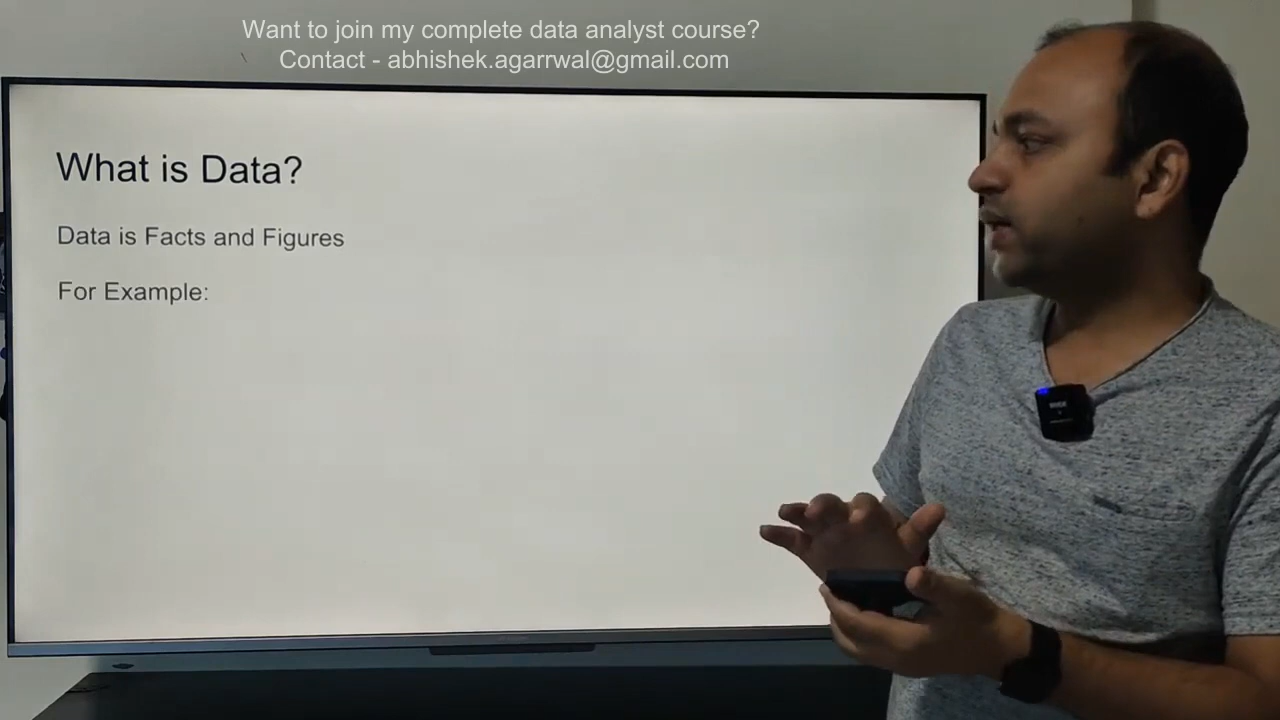 Want to join my complete data analyst course?
Contact - abhishek.agarrwal@gmail.com
What is Data?
Data is Facts and Figures
For Example: